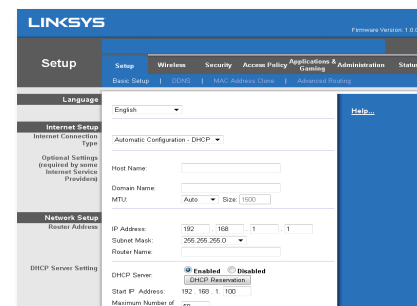 LINKSYS
Firmware Version: 1.0.0
Setup
Setup Wireless Security Access Policy Applications & Gaming Administration Status
Basic Setup | DDNS | MAC Address Clone | Advanced Routing
Language
English
Help...
Internet Setup
Internet Connection Type
Automatic Configuration - DHCP
Optional Settings
(required by some
Internet Service
Providers)
Host Name:
Domain Name:
MTU: Auto Size: 1500
Network Setup
Router Address
IP Address: 192 . 168 . 1 . 1
Subnet Mask: 255.255.255.0
Router Name:
DHCP Server Setting
DHCP Server: Enabled Disabled
DHCP Reservation
Start IP Address: 192 . 168 . 1. 100
Maximum Number of
50